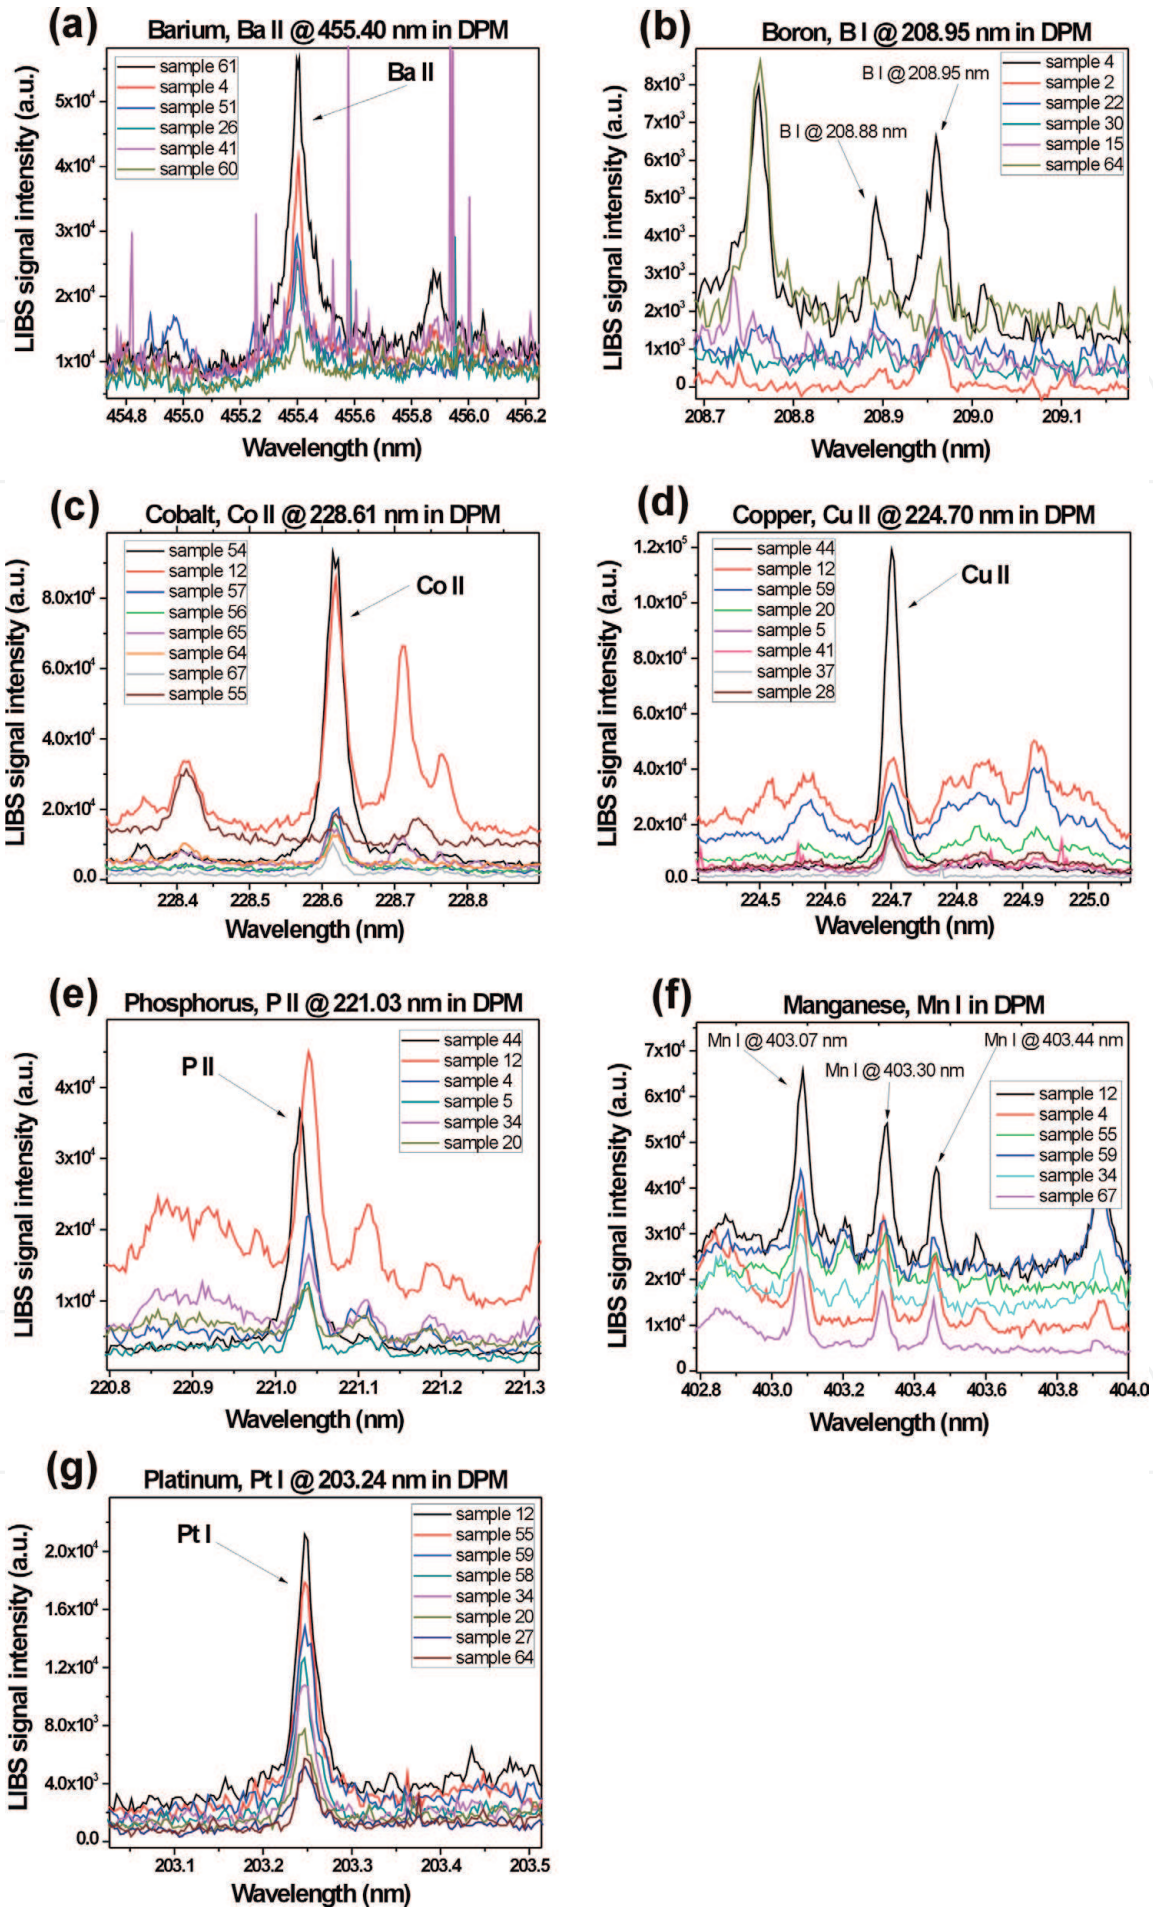 (a)
Barium, Ba II @ 455.40 nm in DPM
LIBS signal intensity (a.u.)
5x10⁴
4x10⁴
3x10⁴
2x10⁴
1x10⁴
sample 61
sample 4
sample 51
sample 26
sample 41
sample 60
Ba II
454.8 455.0 455.2 455.4 455.6 455.8 456.0 456.2
Wavelength (nm)
(b)
Boron, B I @ 208.95 nm in DPM
LIBS signal intensity (a.u.)
8x10³
7x10³
6x10³
5x10³
4x10³
3x10³
2x10³
1x10³
0
B I @ 208.95 nm
B I @ 208.88 nm
sample 4
sample 2
sample 22
sample 30
sample 15
sample 64
208.7 208.8 208.9 209.0 209.1
Wavelength (nm)
(c)
Cobalt, Co II @ 228.61 nm in DPM
LIBS signal intensity (a.u.)
8.0x10⁴
6.0x10⁴
4.0x10⁴
2.0x10⁴
0.0
sample 54
sample 12
sample 57
sample 56
sample 65
sample 64
sample 67
sample 55
Co II
228.4 228.6 228.7 228.8
Wavelength (nm)
(d)
Copper, Cu II @ 224.70 nm in DPM
LIBS signal intensity (a.u.)
1.2x10⁵
1.0x10⁵
8.0x10⁴
6.0x10⁴
4.0x10⁴
2.0x10⁴
0.0
sample 44
sample 12
sample 59
sample 20
sample 5
sample 41
sample 37
sample 28
Cu II
224.5 224.6 224.7 224.8 224.9 225.0
Wavelength (nm)
(e)
Phosphorus, P II @ 221.03 nm in DPM
LIBS signal intensity (a.u.)
4x10⁴
3x10⁴
2x10⁴
1x10⁴
P II
sample 44
sample 12
sample 4
sample 5
sample 34
sample 20
220.8 220.9 221.0 221.1 221.2 221.3
Wavelength (nm)
(f)
Manganese, Mn I in DPM
LIBS signal intensity (a.u.)
7x10⁴
6x10⁴
5x10⁴
4x10⁴
3x10⁴
2x10⁴
1x10⁴
0
Mn I @ 403.07 nm
Mn I @ 403.44 nm
Mn I @ 403.30 nm
sample 12
sample 4
sample 55
sample 59
sample 34
sample 67
402.8 403.0 403.2 403.4 403.6 403.8 404.0
Wavelength (nm)
(g)
Platinum, Pt I @ 203.24 nm in DPM
LIBS signal intensity (a.u.)
2.0x10⁴
1.6x10⁴
1.2x10⁴
8.0x10³
4.0x10³
0.0
Pt I
sample 12
sample 55
sample 59
sample 58
sample 34
sample 20
sample 27
sample 64
203.1 203.2 203.3 203.4 203.5
Wavelength (nm)